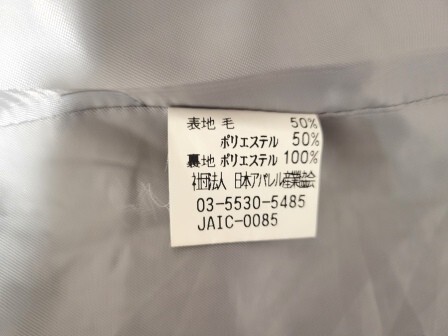 表地 毛 50%
ポリエステル 50%
裏地 ポリエステル 100%
社団法人 日本アパレル産業協会
03-5530-5485
JAIC-0085